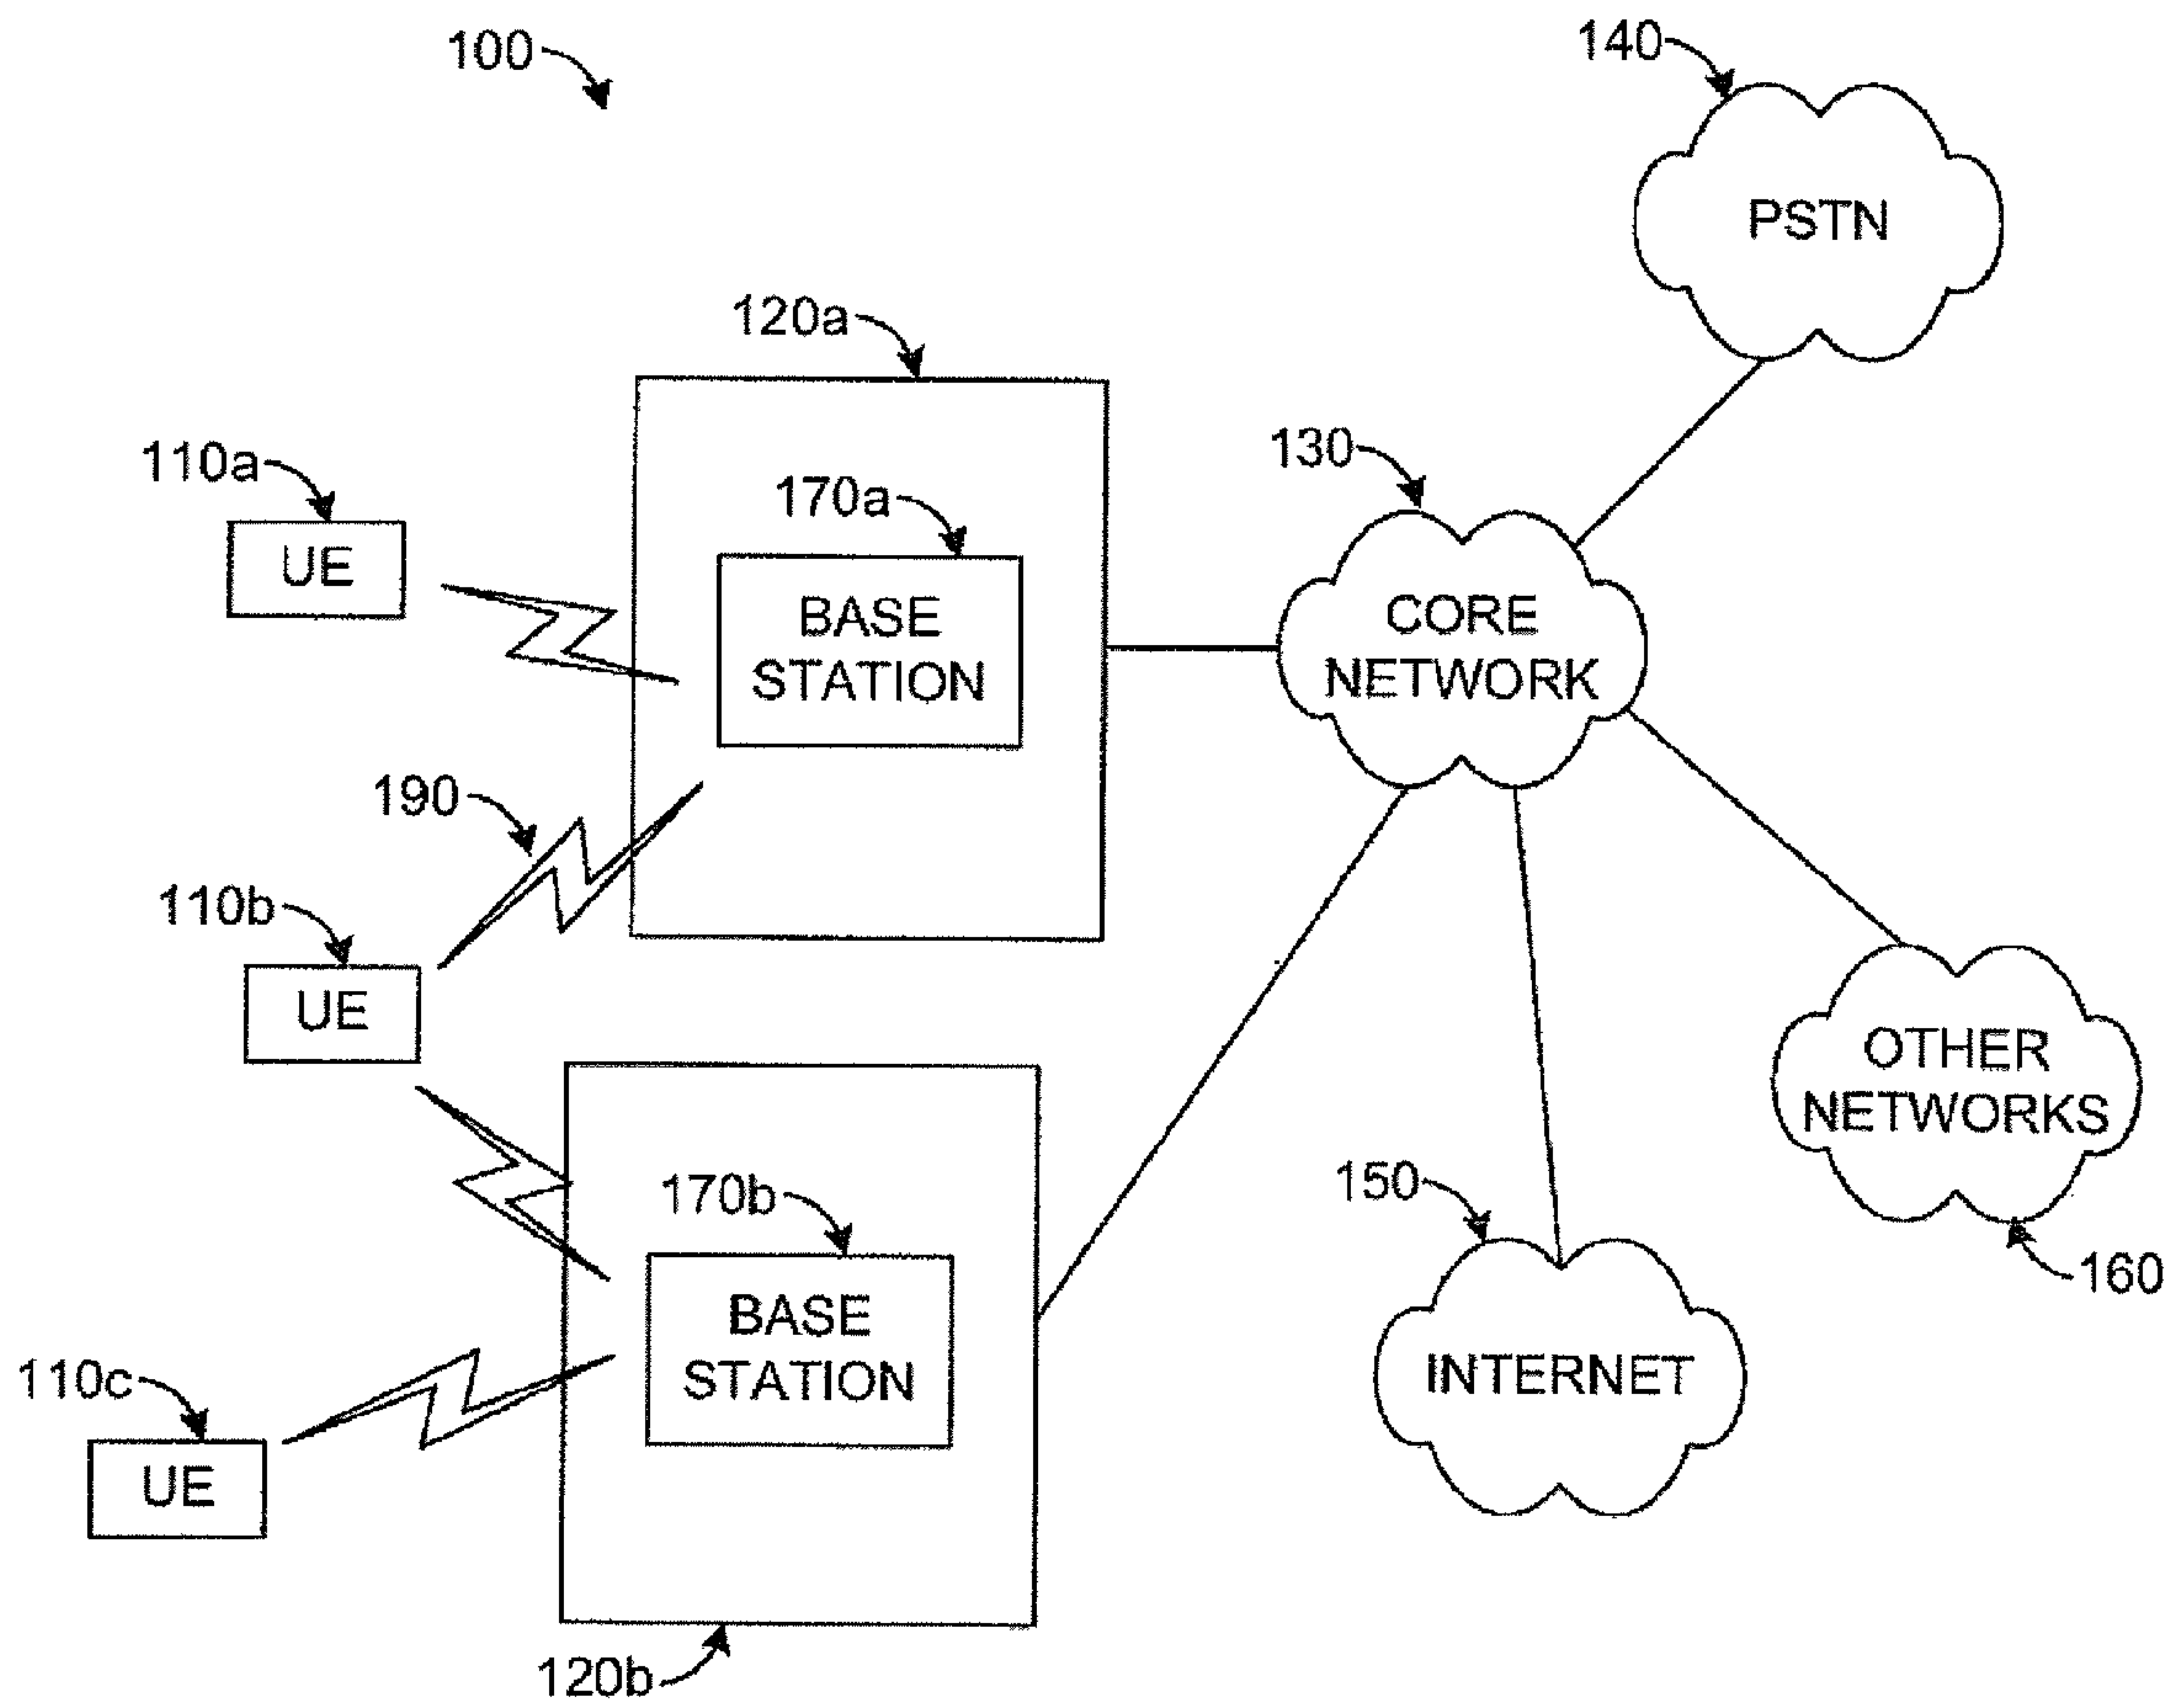 100
140
PSTN
120a
110a
UE
170a
BASE
STATION
130
CORE
NETWORK
190
110b
UE
OTHER
NETWORKS
160
170b
BASE
STATION
150
INTERNET
110c
UE
120b